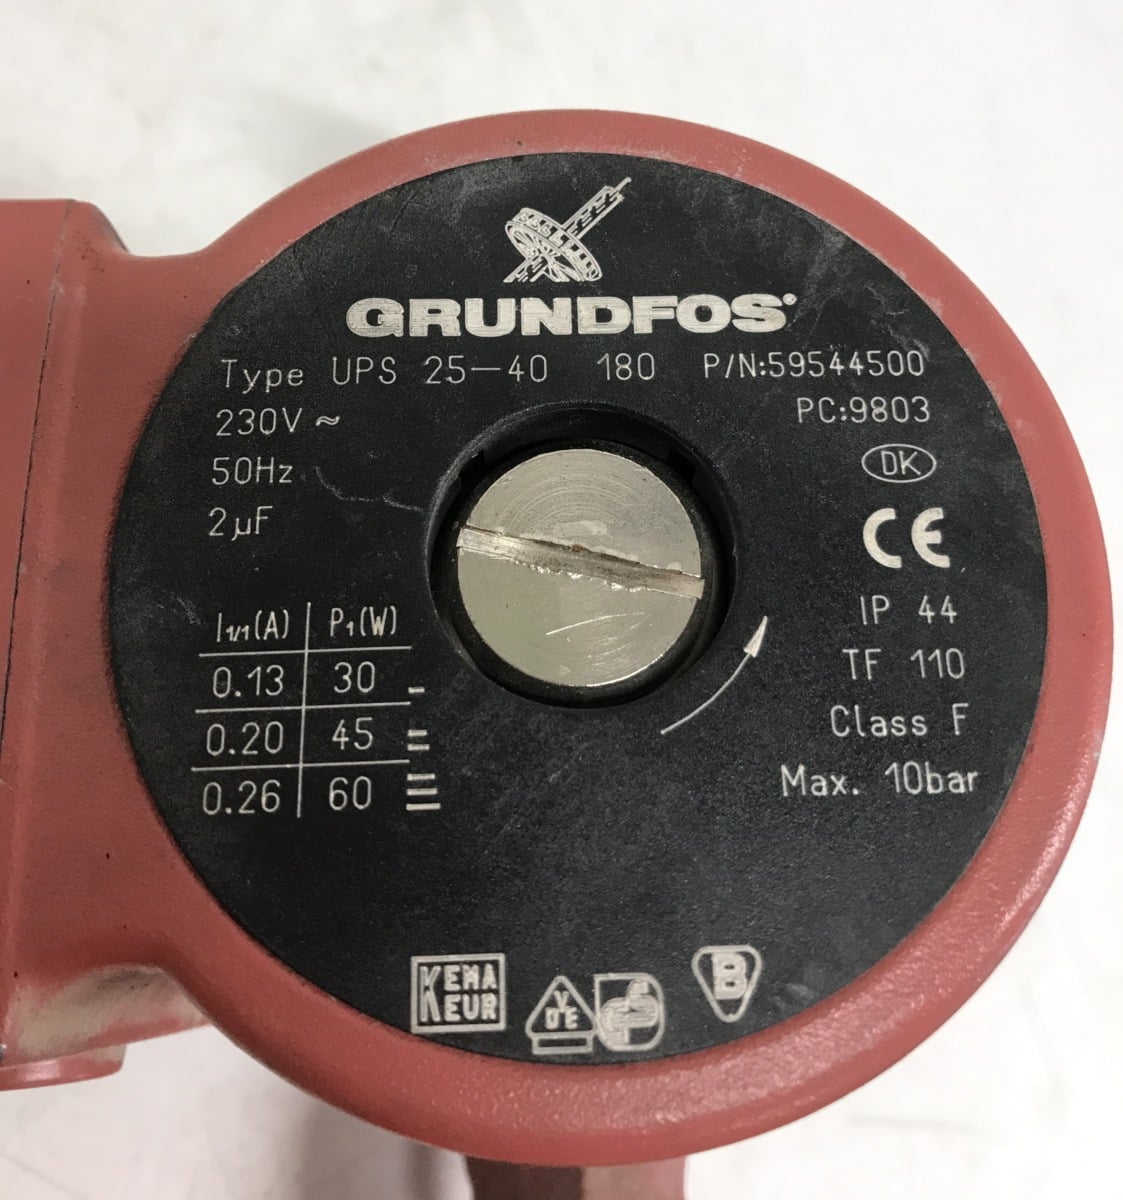 GRUNDFOS®
Type UPS 25-40 180 P/N:59544500
230V ~ PC:9803
50Hz DK
2µF CE
IP 44
I1/1(A) P1(W)
TF 110
0.13 30
Class F
0.20 45
Max. 10bar
0.26 60
KEMA
KEUR
VDE
GS
B